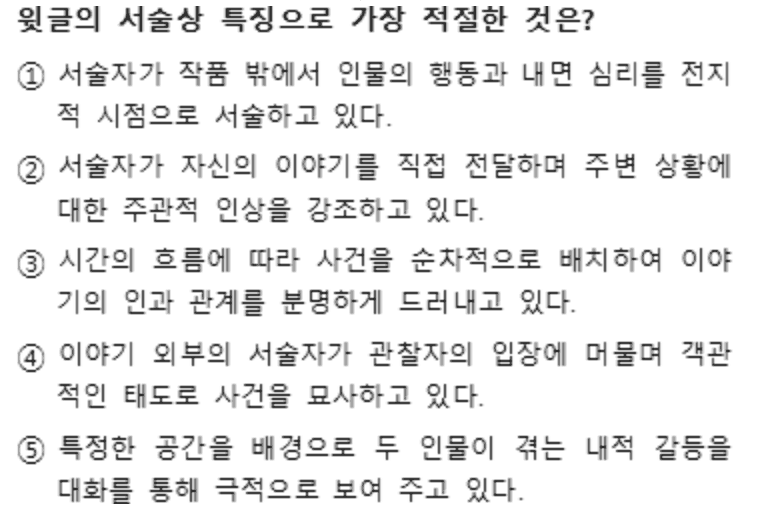 윗글의 서술상 특징으로 가장 적절한 것은?
① 서술자가 작품 밖에서 인물의 행동과 내면 심리를 전지
적 시점으로 서술하고 있다.
② 서술자가 자신의 이야기를 직접 전달하며 주변 상황에
대한 주관적 인상을 강조하고 있다.
③ 시간의 흐름에 따라 사건을 순차적으로 배치하여 이야
기의 인과 관계를 분명하게 드러내고 있다.
④ 이야기 외부의 서술자가 관찰자의 입장에 머물며 객관
적인 태도로 사건을 묘사하고 있다.
⑤ 특정한 공간을 배경으로 두 인물이 겪는 내적 갈등을
대화를 통해 극적으로 보여 주고 있다.